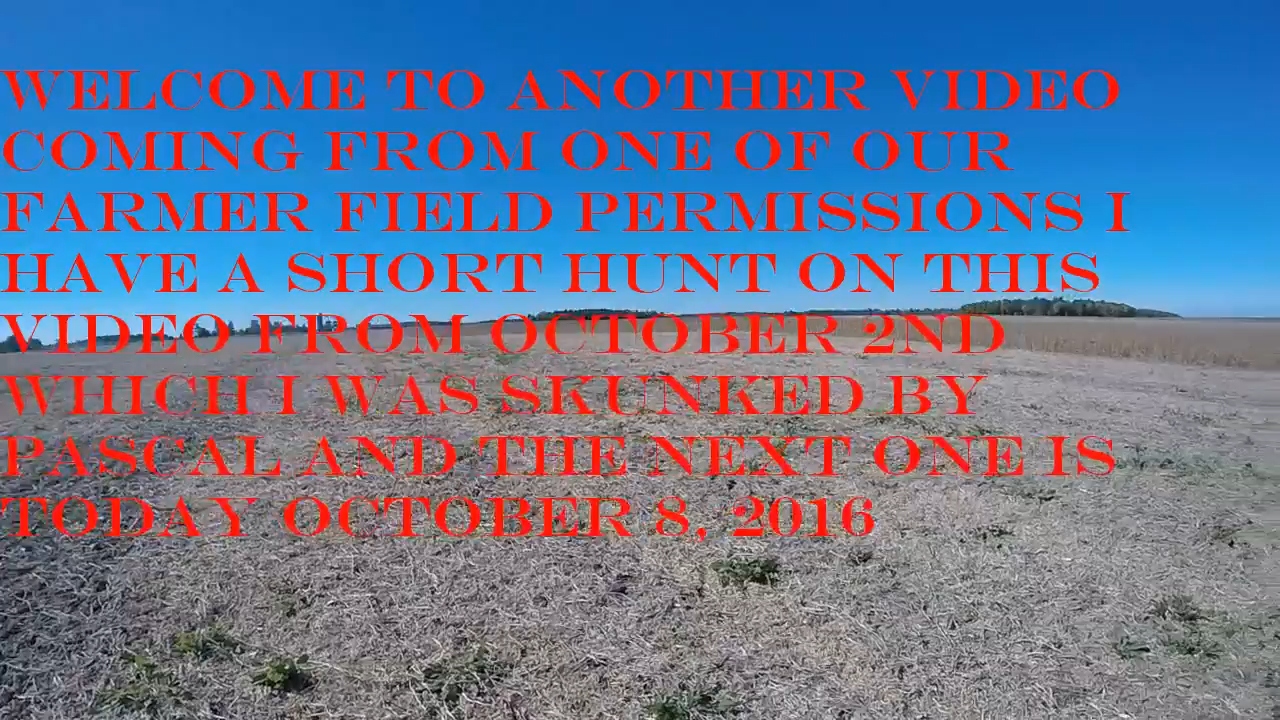 WELCOME TO ANOTHER VIDEO
COMING FROM ONE OF OUR
FARMER FIELD PERMISSIONS I
HAVE A SHORT HUNT ON THIS
VIDEO FROM OCTOBER 2ND
WHICH I WAS SKUNKED BY
PASCAL AND THE NEXT ONE IS
TODAY OCTOBER 8, 2016